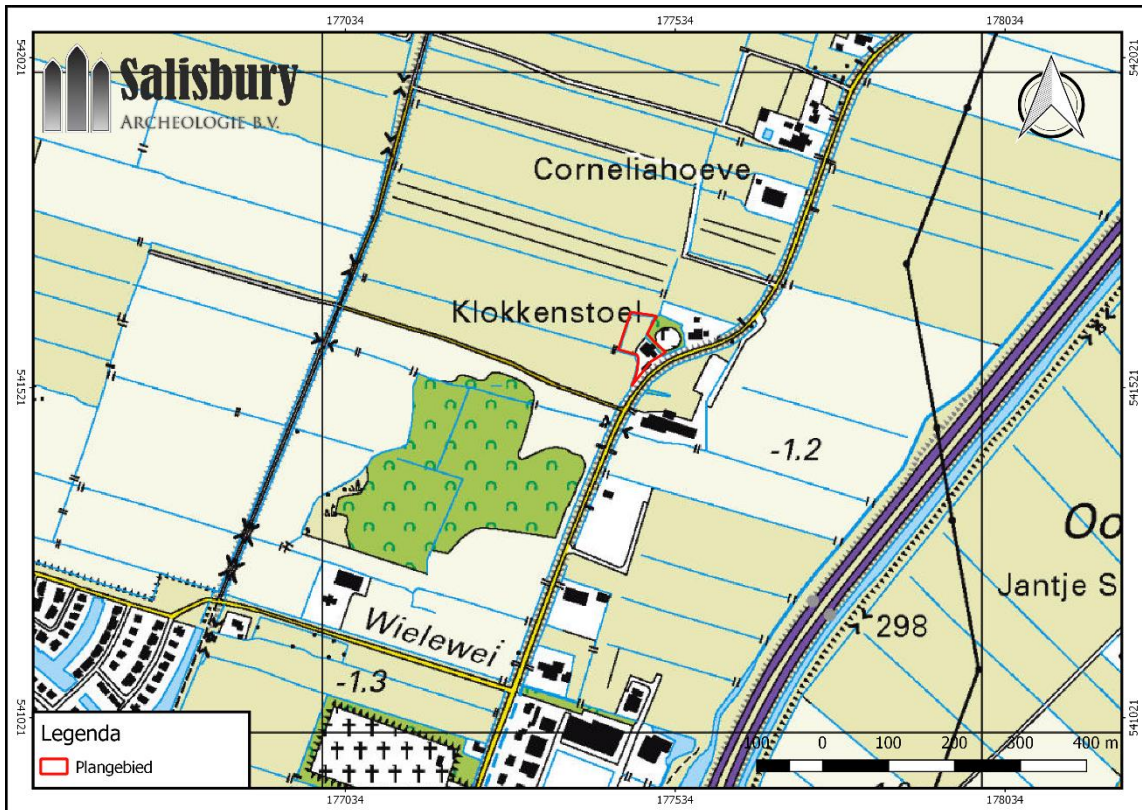 177034 177534 178034
542021 542021
Salisbury
ARCHEOLOGIE B.V.
Corneliahoeve
Klokkenstoel
541521 541521
-1.2
Oo
Jantje S
298
Wielewei
-1.3
541021 541021
Legenda
Plangebied
100 0 100 200 300 400 m
177034 177534 178034